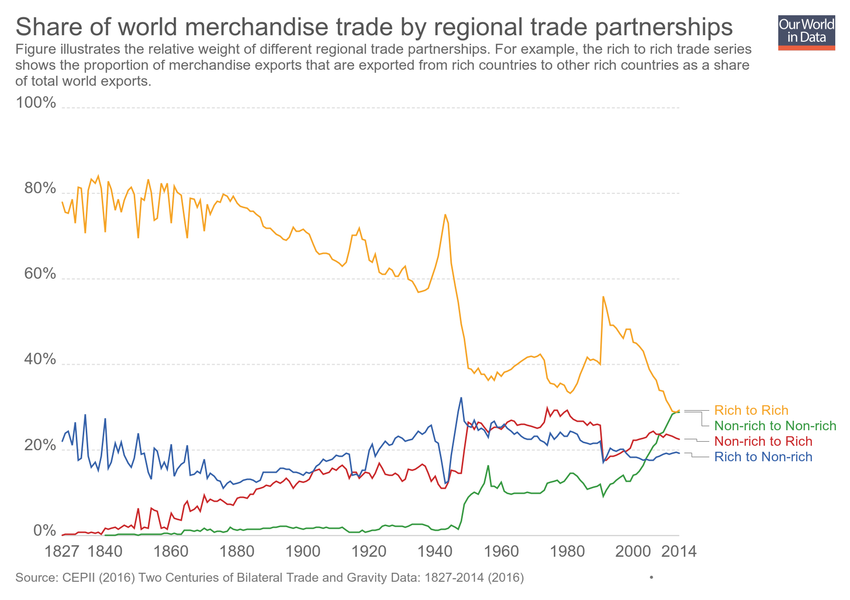 Share of world merchandise trade by regional trade partnerships
Our World
in Data
Figure illustrates the relative weight of different regional trade partnerships. For example, the rich to rich trade series
shows the proportion of merchandise exports that are exported from rich countries to other rich countries as a share
of total world exports.
100%
80%
60%
40%
20%
0%
Rich to Rich
Non-rich to Non-rich
Non-rich to Rich
Rich to Non-rich
1827 1840 1860 1880 1900 1920 1940 1960 1980 2000 2014
Source: CEPII (2016) Two Centuries of Bilateral Trade and Gravity Data: 1827-2014 (2016) •